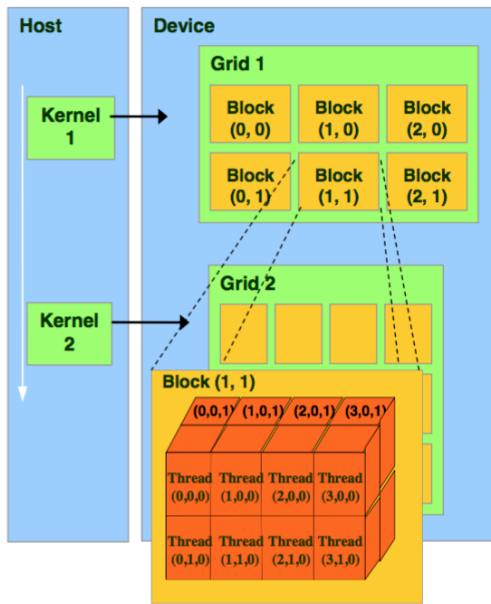 Host
Device
Grid 1
Kernel
1
Block
(0, 0)
Block
(1, 0)
Block
(2, 0)
Block
(0, 1)
Block
(1, 1)
Block
(2, 1)
Grid 2
Kernel
2
Block (1, 1)
(0,0,1) (1,0,1) (2,0,1) (3,0,1)
Thread Thread Thread Thread
(0,0,0) (1,0,0) (2,0,0) (3,0,0)
Thread Thread Thread Thread
(0,1,0) (1,1,0) (2,1,0) (3,1,0)